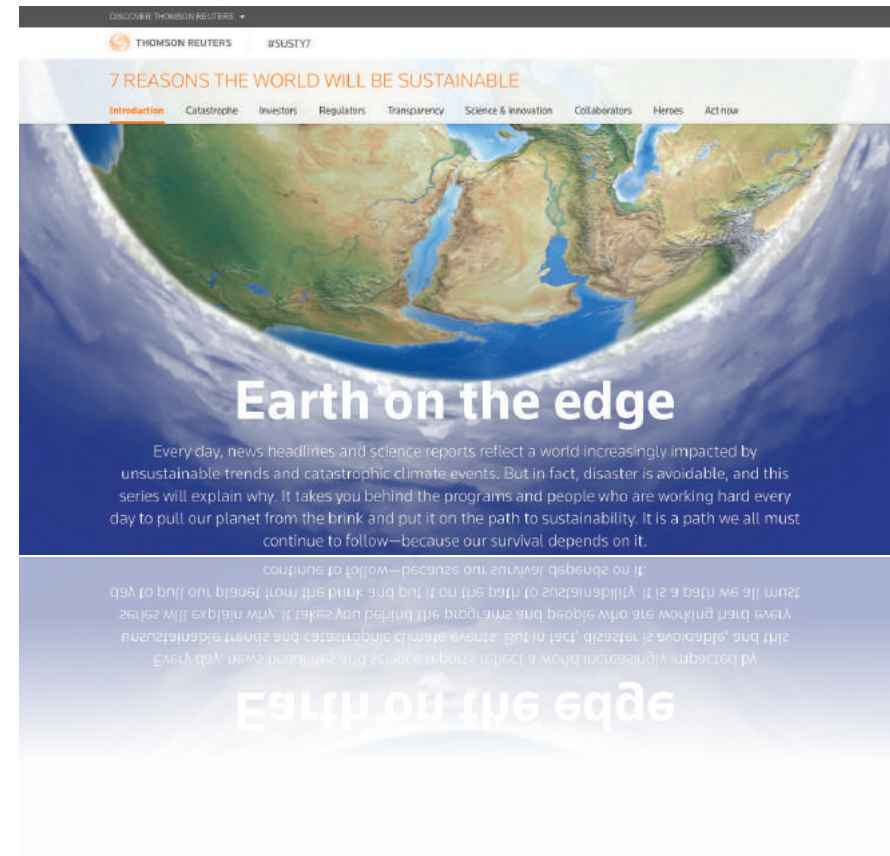 DISCOVER THOMSON REUTERS
THOMSON REUTERS #SUSTY7
7 REASONS THE WORLD WILL BE SUSTAINABLE
Introduction Catastrophe Investors Regulators Transparency Science & innovation Collaborators Heroes Act now
Earth on the edge
Every day, news headlines and science reports reflect a world increasingly impacted by
unsustainable trends and catastrophic climate events. But in fact, disaster is avoidable, and this
series will explain why. It takes you behind the programs and people who are working hard every
day to pull our planet from the brink and put it on the path to sustainability. It is a path we all must
continue to follow—because our survival depends on it.